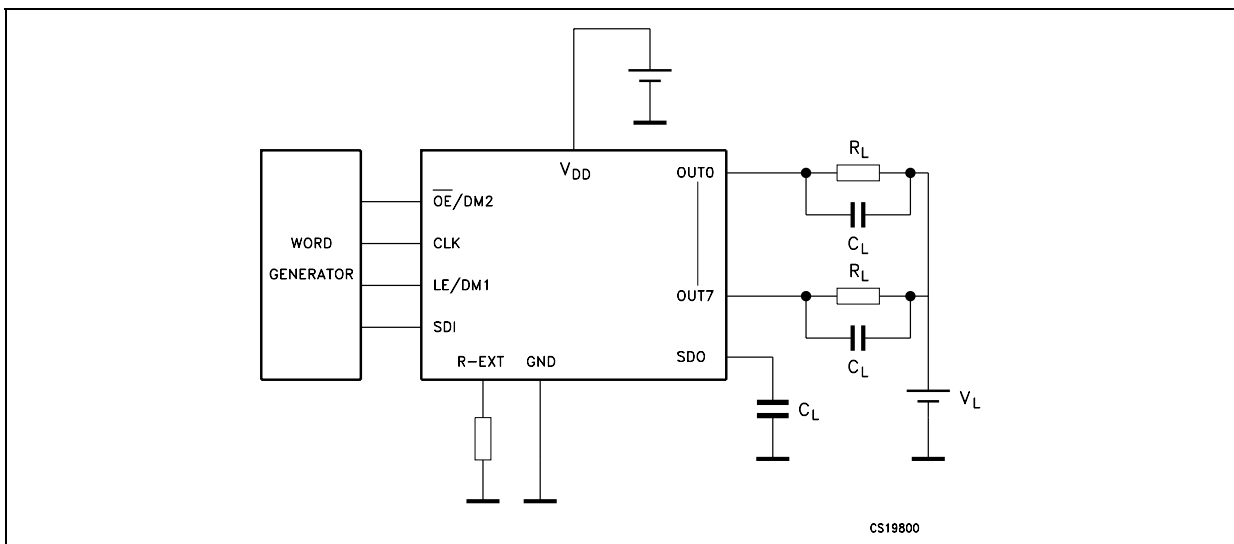 V_DD
OUT0
R_L
O̅E̅/DM2
WORD
CLK
C_L
GENERATOR
R_L
LE/DM1
OUT7
SDI
R-EXT
GND
SDO
C_L
C_L
V_L
CS19800